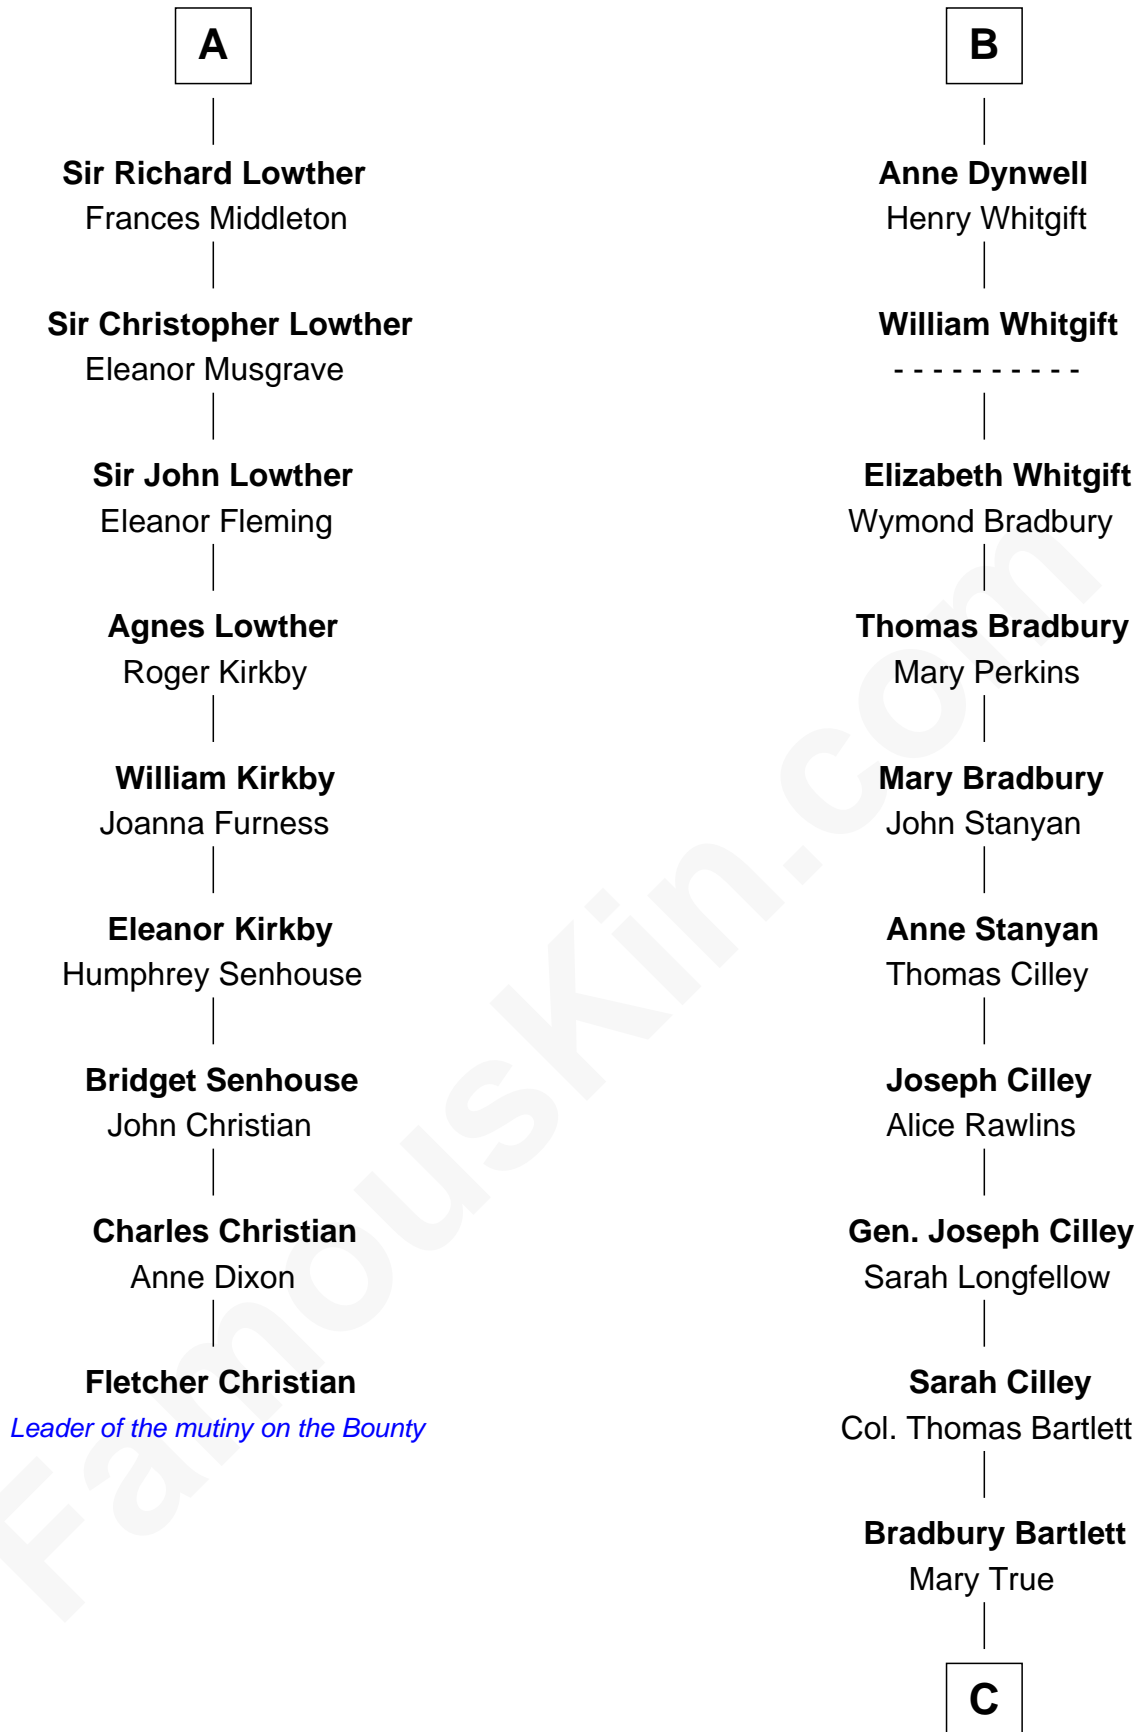 A
Sir Richard Lowther
Frances Middleton
Sir Christopher Lowther
Eleanor Musgrave
Sir John Lowther
Eleanor Fleming
Agnes Lowther
Roger Kirkby
William Kirkby
Joanna Furness
Eleanor Kirkby
Humphrey Senhouse
Bridget Senhouse
John Christian
Charles Christian
Anne Dixon
Fletcher Christian
Leader of the mutiny on the Bounty
B
Anne Dynwell
Henry Whitgift
William Whitgift
- - - - - - - - - -
Elizabeth Whitgift
Wymond Bradbury
Thomas Bradbury
Mary Perkins
Mary Bradbury
John Stanyan
Anne Stanyan
Thomas Cilley
Joseph Cilley
Alice Rawlins
Gen. Joseph Cilley
Sarah Longfellow
Sarah Cilley
Col. Thomas Bartlett
Bradbury Bartlett
Mary True
C
FamousKin.com